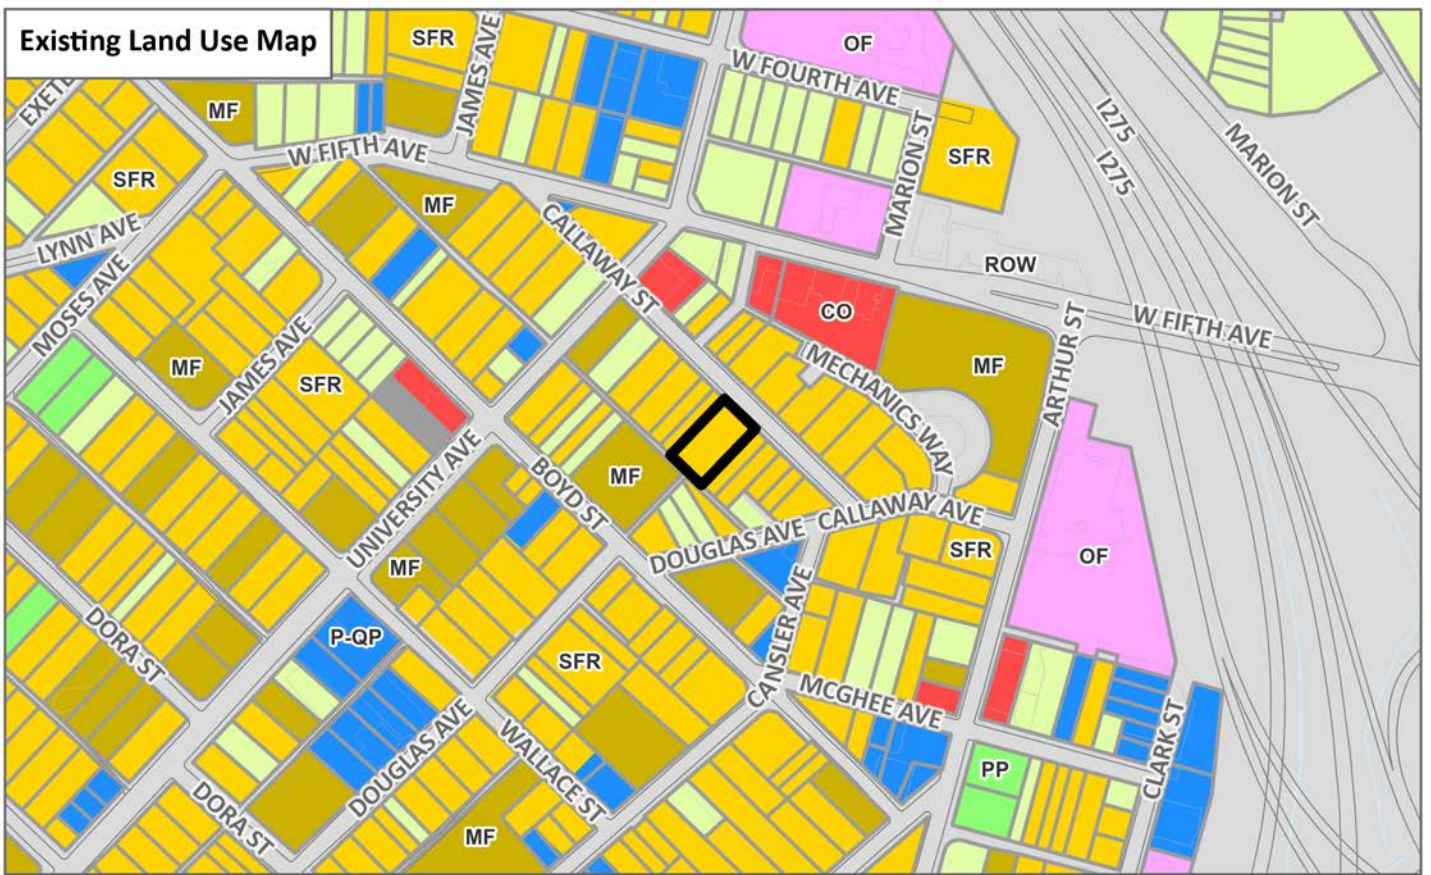 Existing Land Use Map
SFR
JAMES AVE
OF
W FOURTH AVE
I275
I275
MARION ST
MARION ST
EXETE
MF
W FIFTH AVE
SFR
SFR
MF
LYNN AVE
CALLAWAY ST
MOSES AVE
ROW
CO
W FIFTH AVE
ARTHUR ST
MECHANICS WAY
MF
MF
JAMES AVE
SFR
UNIVERSITY AVE
BOYD ST
MF
CALLAWAY AVE
DOUGLAS AVE
SFR
OF
MF
CANSLER AVE
DORA ST
P-QP
SFR
MCGHEE AVE
WALLACE ST
DOUGLAS AVE
CLARK ST
PP
DORA ST
MF